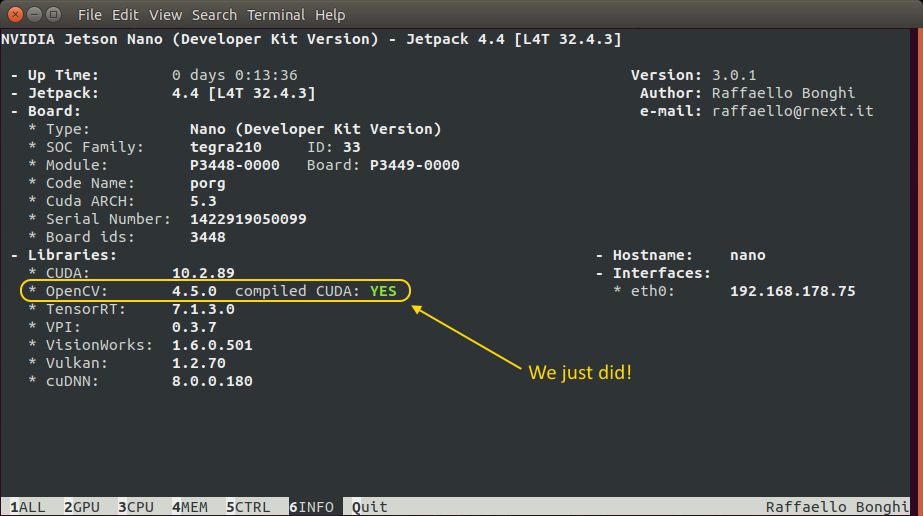 File Edit View Search Terminal Help
NVIDIA Jetson Nano (Developer Kit Version) - Jetpack 4.4 [L4T 32.4.3]
- Up Time: 0 days 0:13:36 Version: 3.0.1
- Jetpack: 4.4 [L4T 32.4.3] Author: Raffaello Bonghi
- Board: e-mail: raffaello@rnext.it
* Type: Nano (Developer Kit Version)
* SOC Family: tegra210 ID: 33
* Module: P3448-0000 Board: P3449-0000
* Code Name: porg
* Cuda ARCH: 5.3
* Serial Number: 1422919050099
* Board ids: 3448
- Libraries: - Hostname: nano
* CUDA: 10.2.89 - Interfaces:
* OpenCV: 4.5.0 compiled CUDA: YES * eth0: 192.168.178.75
* TensorRT: 7.1.3.0
* VPI: 0.3.7
* VisionWorks: 1.6.0.501
* Vulkan: 1.2.70
* cuDNN: 8.0.0.180
We just did!
1ALL 2GPU 3CPU 4MEM 5CTRL 6INFO Quit Raffaello Bonghi